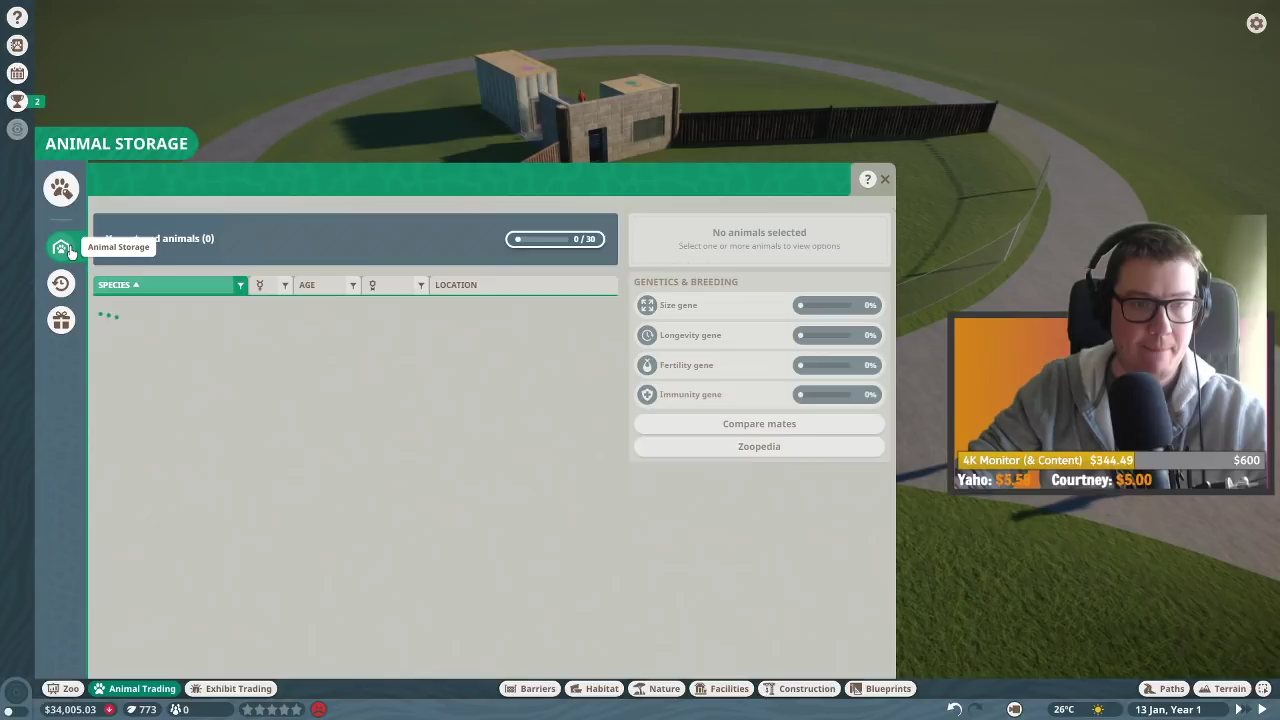 2
ANIMAL STORAGE
?
d animals (0)
0 / 30
Animal Storage
No animals selected
Select one or more animals to view options
SPECIES
AGE
LOCATION
GENETICS & BREEDING
Size gene 0%
Longevity gene 0%
Fertility gene 0%
Immunity gene 0%
Compare mates
Zoopedia
4K Monitor (& Content) $344.49 $600
Yaho: $5.58 Courtney: $5.00
Zoo Animal Trading Exhibit Trading Barriers Habitat Nature Facilities Construction Blueprints Paths Terrain
$34,005.03 773 0 26°C 13 Jan, Year 1